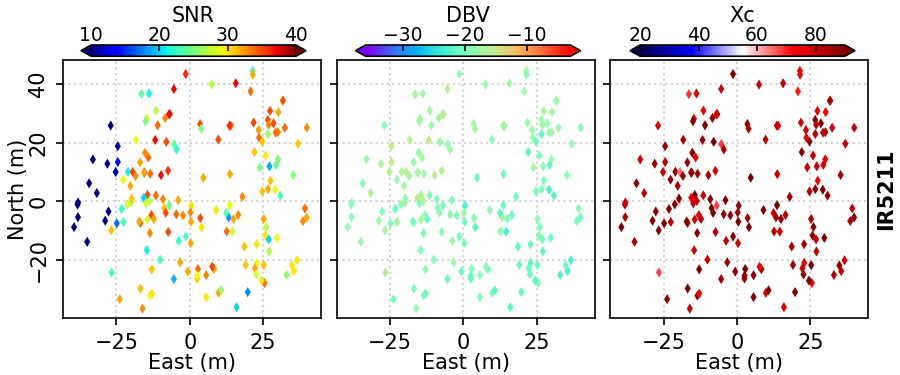 SNR DBV Xc
10 20 30 40 −30 −20 −10 20 40 60 80
40
20
0
−20
North (m)
IR5211
−25 0 25 −25 0 25 −25 0 25
East (m) East (m) East (m)